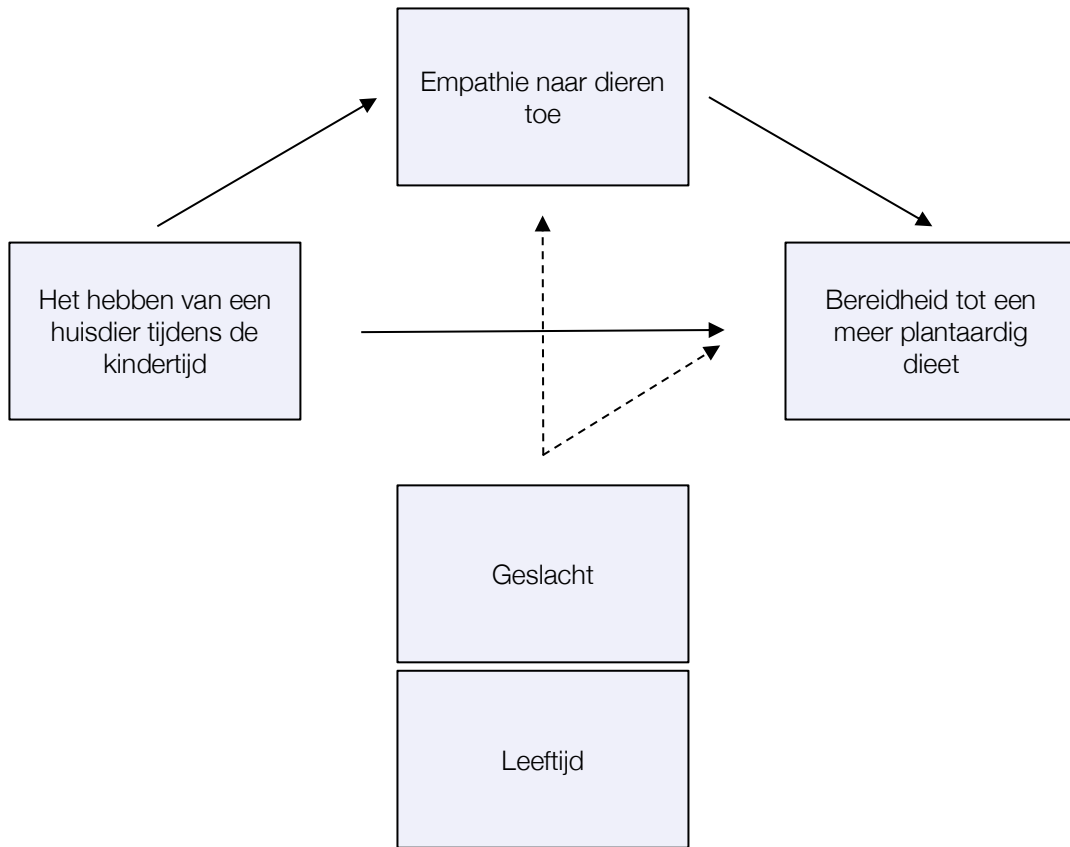 Empathie naar dieren
toe
Het hebben van een
huisdier tijdens de
kindertijd
Bereidheid tot een
meer plantaardig
dieet
Geslacht
Leeftijd